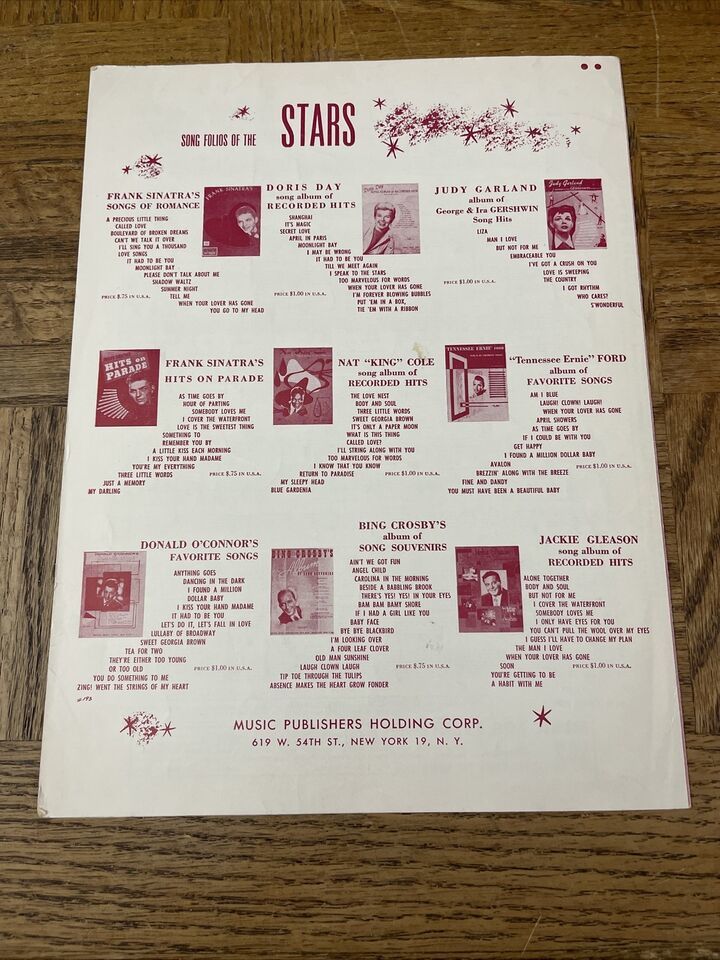 SONG FOLIOS OF THE STARS
FRANK SINATRA'S
SONGS OF ROMANCE
FRANK SINATRA'S
A PRECIOUS LITTLE THING
CALLED LOVE
BOULEVARD OF BROKEN DREAMS
CAN'T WE TALK IT OVER
I'LL SING YOU A THOUSAND
LOVE SONGS
IT HAD TO BE YOU
MOONLIGHT BAY
PLEASE DON'T TALK ABOUT ME
SHADOW WALTZ
SUMMER NIGHT
TELL ME
WHEN YOUR LOVER HAS GONE
YOU GO TO MY HEAD
PRICE $.75 IN U.S.A.
DORIS DAY
song album of
RECORDED HITS
SHANGHAI
IT'S MAGIC
SECRET LOVE
APRIL IN PARIS
MOONLIGHT BAY
I MAY BE WRONG
IT HAD TO BE YOU
TILL WE MEET AGAIN
I SPEAK TO THE STARS
TOO MARVELOUS FOR WORDS
WHEN YOUR LOVER HAS GONE
I'M FOREVER BLOWING BUBBLES
PUT 'EM IN A BOX,
TIE 'EM WITH A RIBBON
PRICE $1.00 IN U.S.A.
JUDY GARLAND
album of
George & Ira GERSHWIN
Song Hits
Judy Garland
LIZA
MAN I LOVE
BUT NOT FOR ME
EMBRACEABLE YOU
I'VE GOT A CRUSH ON YOU
LOVE IS SWEEPING
THE COUNTRY
I GOT RHYTHM
WHO CARES?
S'WONDERFUL
PRICE $1.00 IN U.S.A.
HITS on
PARADE
FRANK SINATRA'S
HITS ON PARADE
AS TIME GOES BY
HOUR OF PARTING
SOMEBODY LOVES ME
I COVER THE WATERFRONT
LOVE IS THE SWEETEST THING
SOMETHING TO
REMEMBER YOU BY
A LITTLE KISS EACH MORNING
I KISS YOUR HAND MADAME
YOU'RE MY EVERYTHING
THREE LITTLE WORDS
JUST A MEMORY
MY DARLING
PRICE $.75 IN U.S.A.
NAT "KING" COLE
song album of
RECORDED HITS
THE LOVE NEST
BODY AND SOUL
THREE LITTLE WORDS
SWEET GEORGIA BROWN
IT'S ONLY A PAPER MOON
WHAT IS THIS THING
CALLED LOVE?
I'LL STRING ALONG WITH YOU
TOO MARVELOUS FOR WORDS
I KNOW THAT YOU KNOW
RETURN TO PARADISE
MY SLEEPY HEAD
BLUE GARDENIA
PRICE $1.00 IN U.S.A.
TENNESSEE ERNIE FORD
"Tennessee Ernie" FORD
album of
FAVORITE SONGS
AM I BLUE
LAUGH! CLOWN! LAUGH!
WHEN YOUR LOVER HAS GONE
APRIL SHOWERS
AS TIME GOES BY
IF I COULD BE WITH YOU
GET HAPPY
I FOUND A MILLION DOLLAR BABY
AVALON
BREZZIN' ALONG WITH THE BREEZE
FINE AND DANDY
YOU MUST HAVE BEEN A BEAUTIFUL BABY
PRICE $1.00 IN U.S.A.
DONALD O'CONNOR'S
FAVORITE SONGS
ANYTHING GOES
DANCING IN THE DARK
I FOUND A MILLION
DOLLAR BABY
I KISS YOUR HAND MADAME
IT HAD TO BE YOU
LET'S DO IT, LET'S FALL IN LOVE
LULLABY OF BROADWAY
SWEET GEORGIA BROWN
TEA FOR TWO
THEY'RE EITHER TOO YOUNG
OR TOO OLD
YOU DO SOMETHING TO ME
ZING! WENT THE STRINGS OF MY HEART
PRICE $1.00 IN U.S.A.
BING CROSBY'S
album of
SONG SOUVENIRS
BING CROSBY'S
AIN'T WE GOT FUN
ANGEL CHILD
CAROLINA IN THE MORNING
BESIDE A BABBLING BROOK
THERE'S YES! YES! IN YOUR EYES
BAM BAM BAMY SHORE
IF I HAD A GIRL LIKE YOU
BABY FACE
BYE BYE BLACKBIRD
I'M LOOKING OVER
A FOUR LEAF CLOVER
OLD MAN SUNSHINE
LAUGH CLOWN LAUGH
TIP TOE THROUGH THE TULIPS
ABSENCE MAKES THE HEART GROW FONDER
PRICE $.75 IN U.S.A.
JACKIE GLEASON
song album of
RECORDED HITS
ALONE TOGETHER
BODY AND SOUL
BUT NOT FOR ME
I COVER THE WATERFRONT
SOMEBODY LOVES ME
I ONLY HAVE EYES FOR YOU
YOU CAN'T PULL THE WOOL OVER MY EYES
I GUESS I'LL HAVE TO CHANGE MY PLAN
THE MAN I LOVE
WHEN YOUR LOVER HAS GONE
SOON
YOU'RE GETTING TO BE
A HABIT WITH ME
PRICE $1.00 IN U.S.A.
MUSIC PUBLISHERS HOLDING CORP.
619 W. 54TH ST., NEW YORK 19, N. Y.